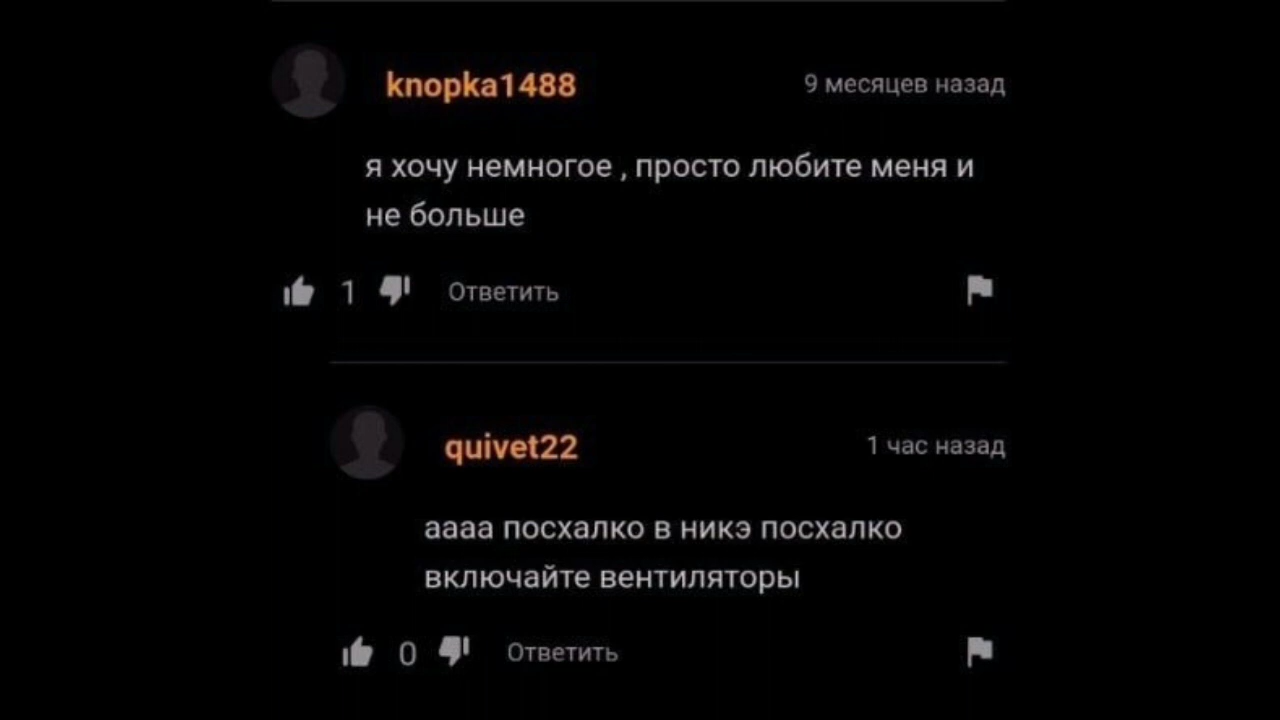 knopka1488
9 месяцев назад
я хочу немногое , просто любите меня и
не больше
1
Ответить
quivet22
1 час назад
аааа посхалко в никэ посхалко
включайте вентиляторы
0
Ответить